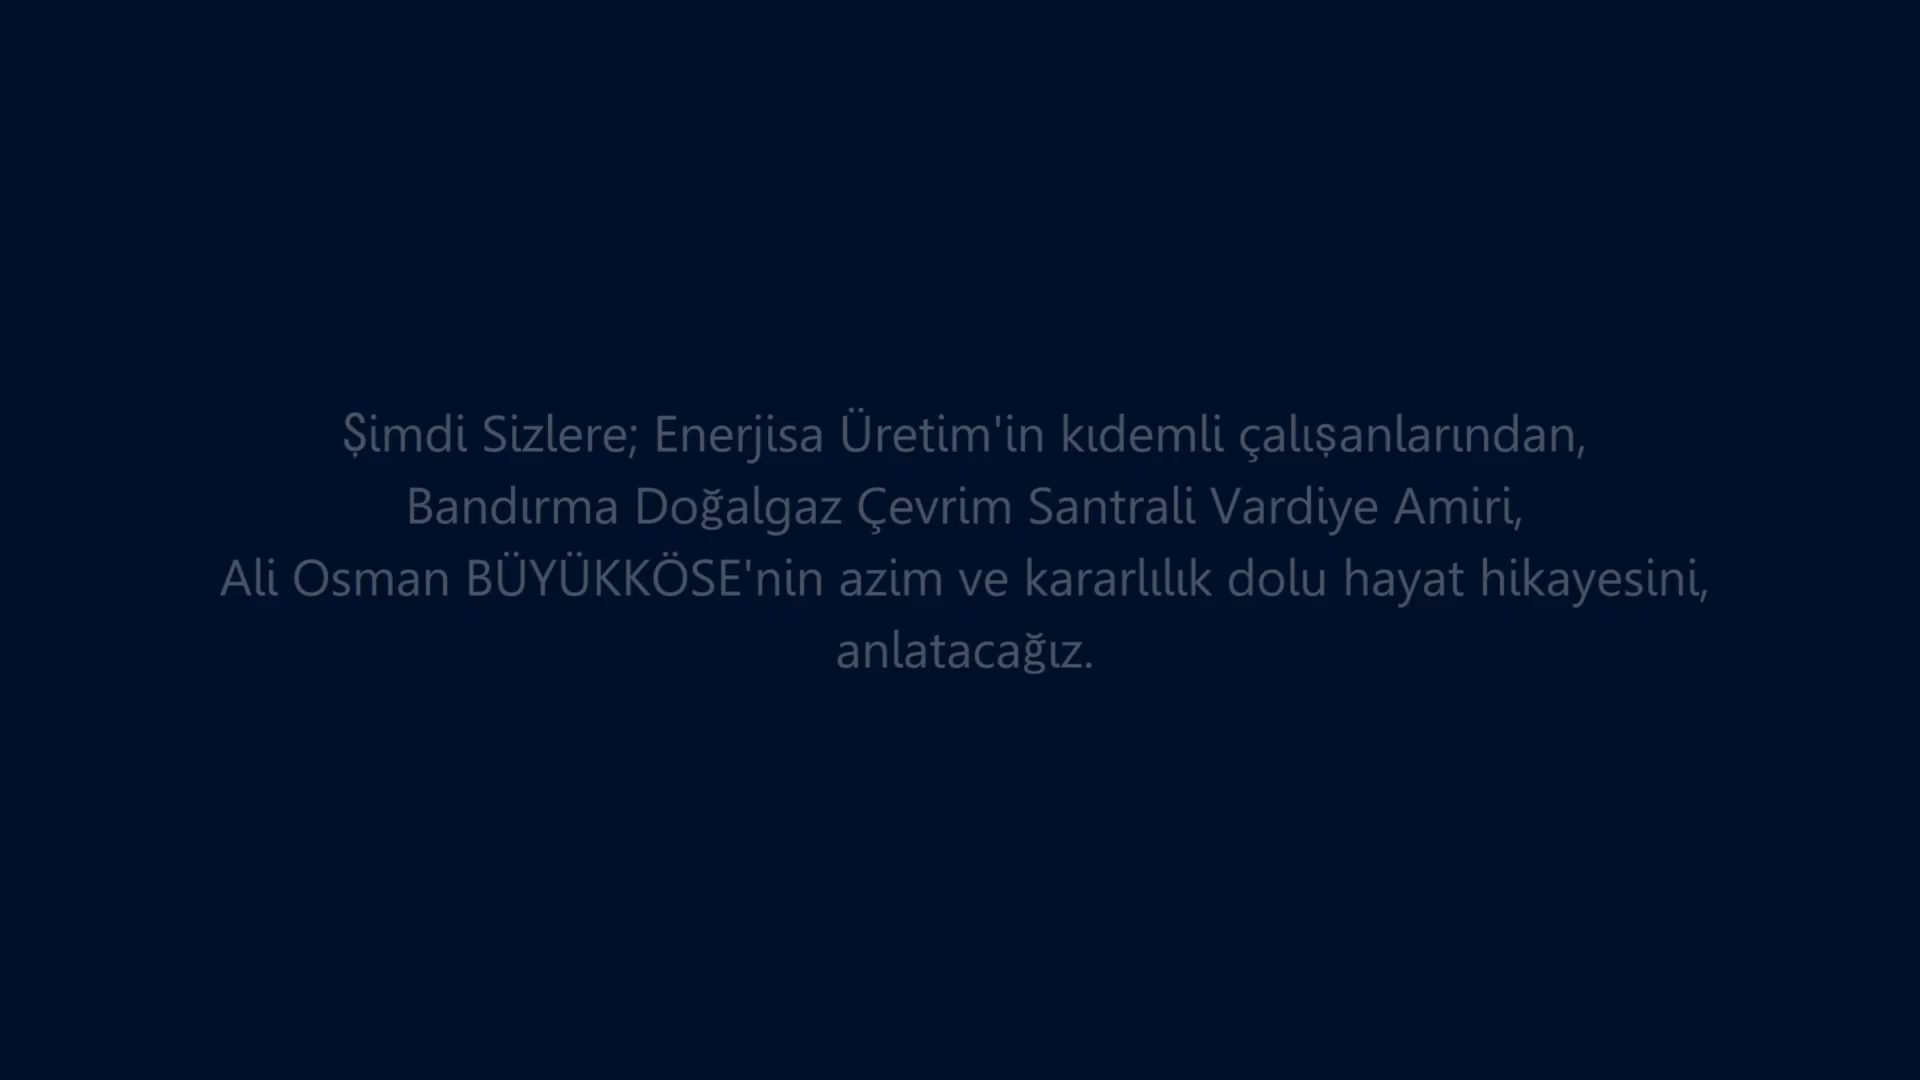 Şimdi Sizlere; Enerjisa Üretim'in kıdemli çalışanlarından,
Bandırma Doğalgaz Çevrim Santrali Vardiye Amiri,
Ali Osman BÜYÜKKÖSE'nin azim ve kararlılık dolu hayat hikayesini,
anlatacağız.